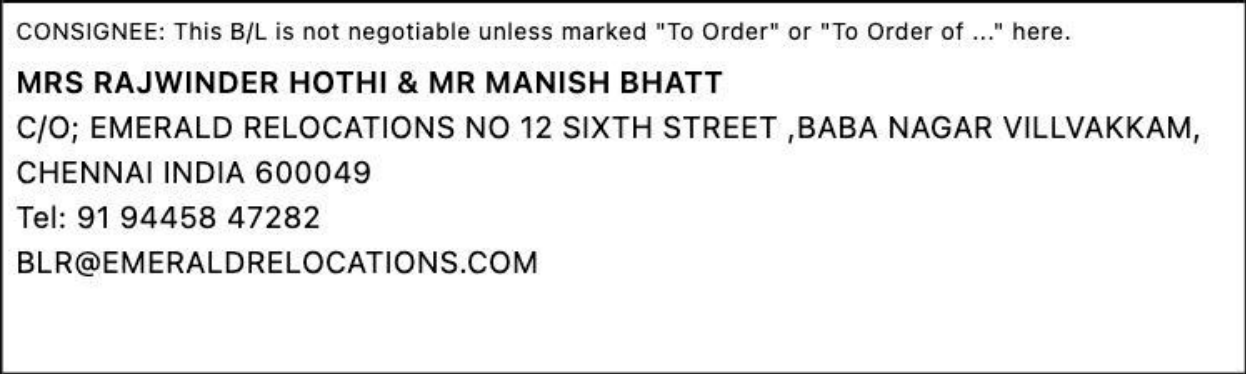 CONSIGNEE: This B/L is not negotiable unless marked "To Order" or "To Order of ..." here.
MRS RAJWINDER HOTHI & MR MANISH BHATT
C/O; EMERALD RELOCATIONS NO 12 SIXTH STREET ,BABA NAGAR VILLVAKKAM,
CHENNAI INDIA 600049
Tel: 91 94458 47282
BLR@EMERALDRELOCATIONS.COM